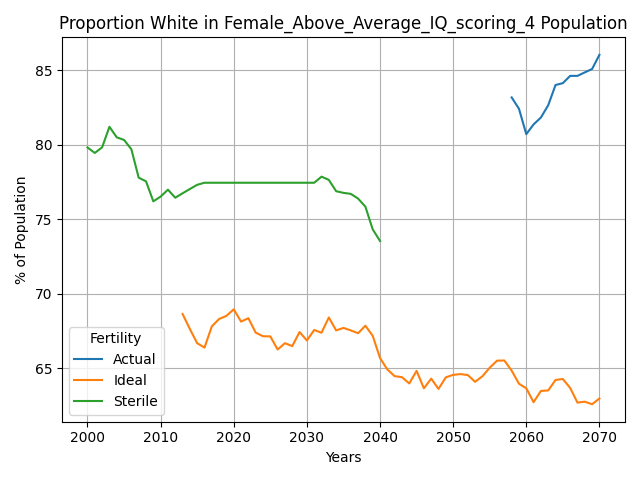 Proportion White in Female_Above_Average_IQ_scoring_4 Population
% of Population
85
80
75
70
65
Fertility
Actual
Ideal
Sterile
2000 2010 2020 2030 2040 2050 2060 2070
Years